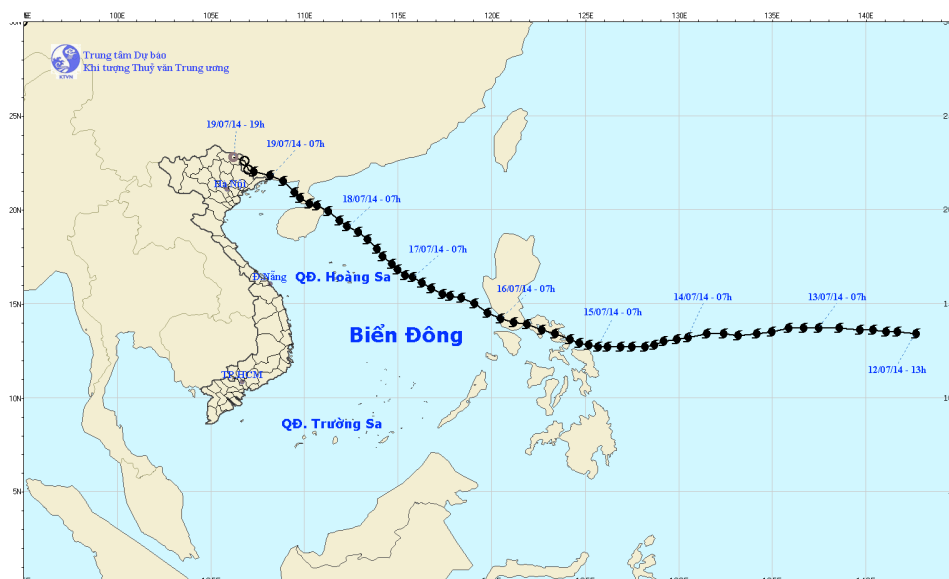 100E 105E 110E 115E 120E 125E 130E 135E 140E
Trung tâm Dự báo
Khí tượng Thuỷ văn Trung ương
KTVN
25N
19/07/14 - 19h
19/07/14 - 07h
Hà Nội
20N
18/07/14 - 07h
17/07/14 - 07h
Đ.Nẵng
QĐ. Hoàng Sa
16/07/14 - 07h
15N
15/07/14 - 07h
14/07/14 - 07h
13/07/14 - 07h
Biển Đông
12/07/14 - 13h
TP.HCM
10N
QĐ. Trường Sa
5N